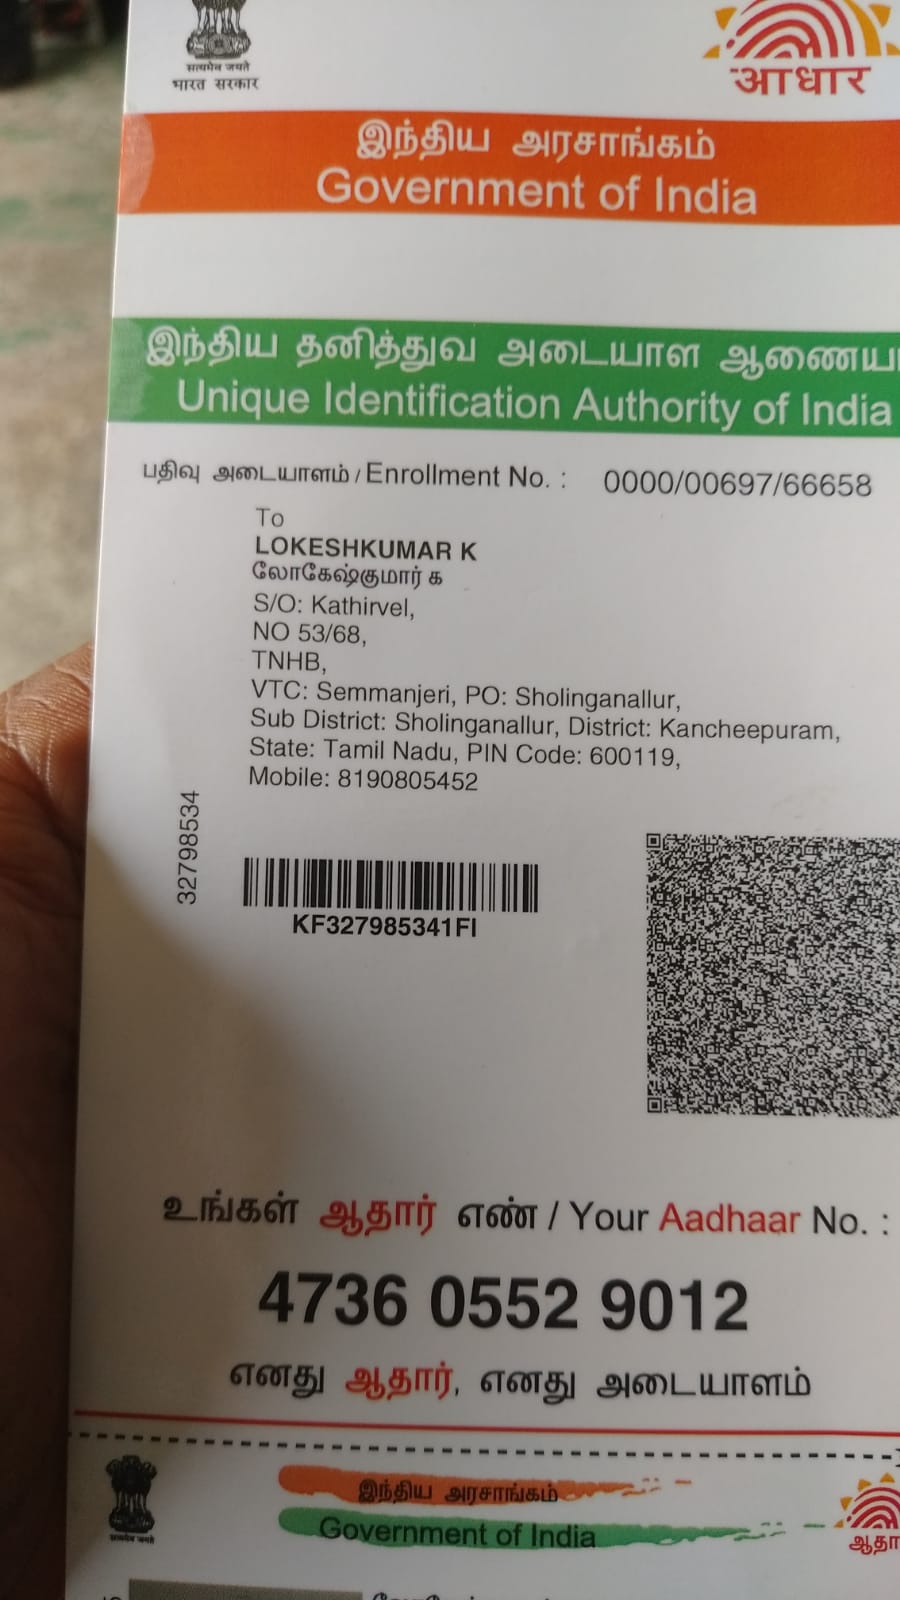 सत्यमेव जयते
भारत सरकार
आधार
இந்திய அரசாங்கம்
Government of India
இந்திய தனித்துவ அடையாள
Unique Identification Authority of India
பதிவு அடையாளம் / Enrollment No. : 0000/00697/66658
To
LOKESHKUMAR K
லோகேஷ்குமார் க
S/O: Kathirvel,
NO 53/68,
TNHB,
VTC: Semmanjeri, PO: Sholinganallur,
Sub District: Sholinganallur, District: Kancheepuram,
State: Tamil Nadu, PIN Code: 600119,
Mobile: 8190805452
32798534
KF327985341FI
உங்கள் ஆதார் எண் / Your Aadhaar No. :
4736 0552 9012
எனது ஆதார், எனது அடையாளம்
இந்திய அரசாங்கம்
Government of India